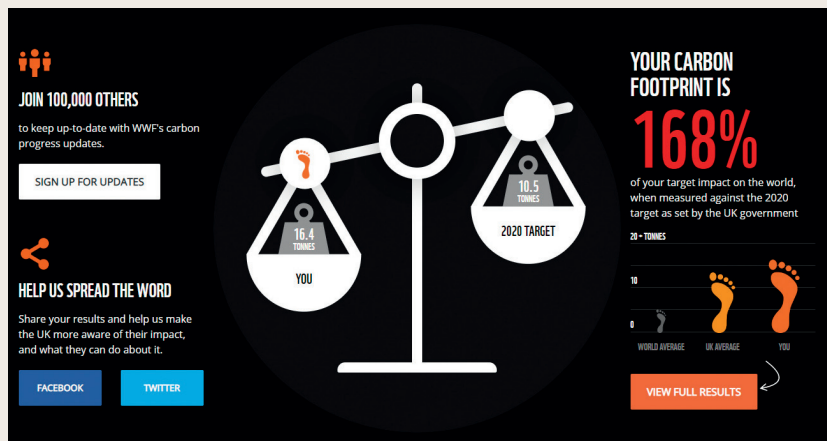 JOIN 100,000 OTHERS
to keep up-to-date with WWF's carbon
progress updates.
SIGN UP FOR UPDATES
HELP US SPREAD THE WORD
Share your results and help us make
the UK more aware of their impact,
and what they can do about it.
FACEBOOK
TWITTER
16.4
TONNES
YOU
10.5
TONNES
2020 TARGET
YOUR CARBON
FOOTPRINT IS
168%
of your target impact on the world,
when measured against the 2020
target as set by the UK government
20 + TONNES
10
0
WORLD AVERAGE
UK AVERAGE
YOU
VIEW FULL RESULTS